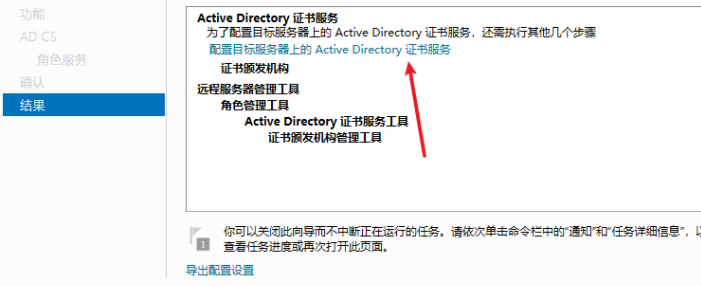 功能
AD CS
角色服务
确认
结果
Active Directory 证书服务
为了配置目标服务器上的 Active Directory 证书服务，还需执行其他几个步骤
配置目标服务器上的 Active Directory 证书服务
证书颁发机构
远程服务器管理工具
角色管理工具
Active Directory 证书服务工具
证书颁发机构管理工具
1
你可以关闭此向导而不中断正在运行的任务。请依次单击命令栏中的"通知"和"任务详细信息"，以
查看任务进度或再次打开此页面。
导出配置设置